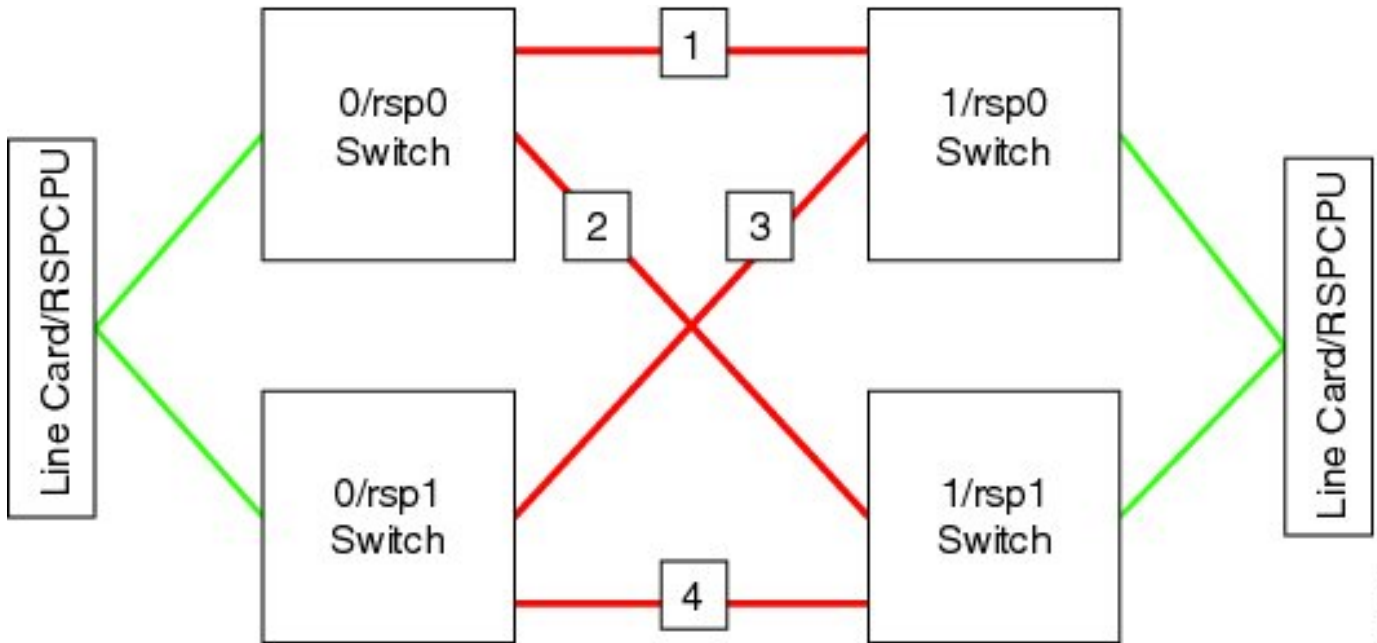 Line Card/RSPCPU
0/rsp0
Switch
1
1/rsp0
Switch
2
3
0/rsp1
Switch
4
1/rsp1
Switch
Line Card/RSPCPU